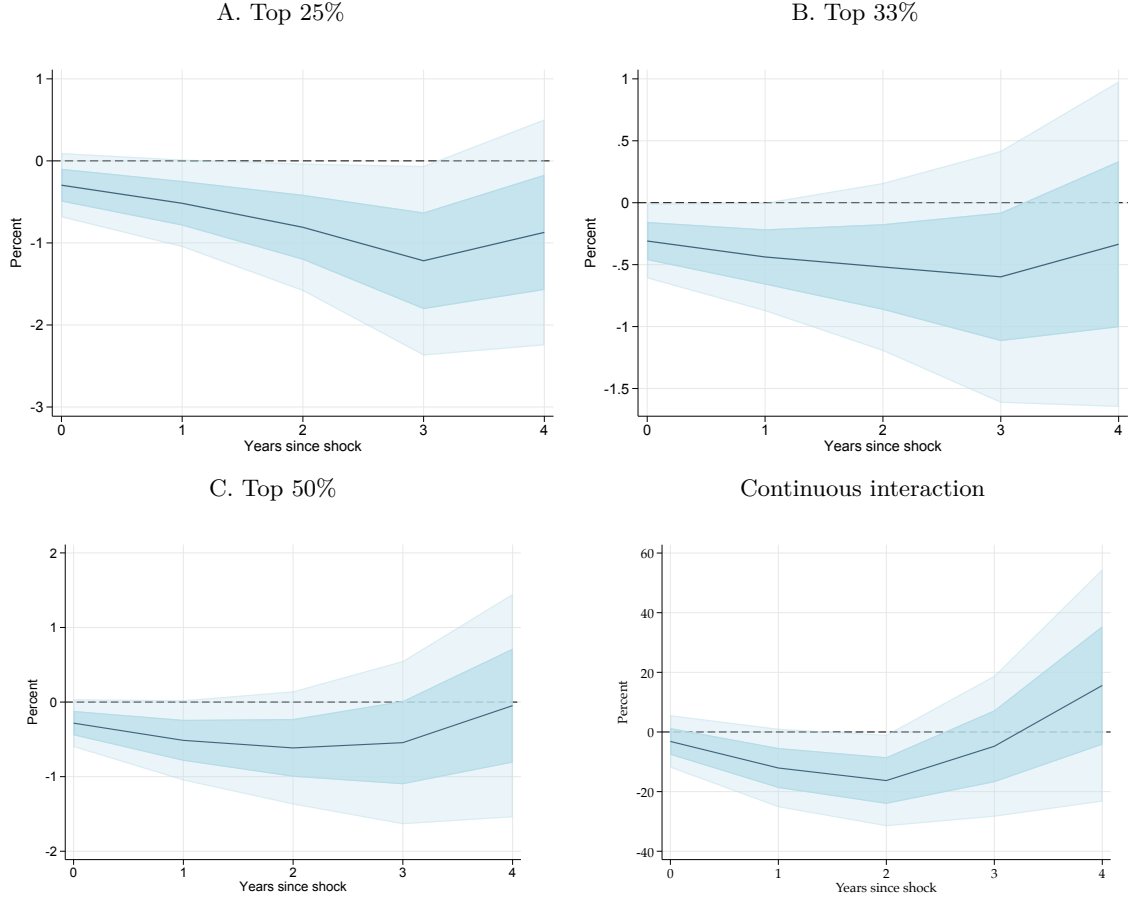 A. Top 25%
1
0
-1
-2
-3
Percent
0 1 2 3 4
Years since shock
B. Top 33%
1
.5
0
-.5
-1
-1.5
Percent
0 1 2 3 4
Years since shock
C. Top 50%
2
1
0
-1
-2
Percent
0 1 2 3 4
Years since shock
Continuous interaction
60
40
20
0
-20
-40
Percent
0 1 2 3 4
Years since shock